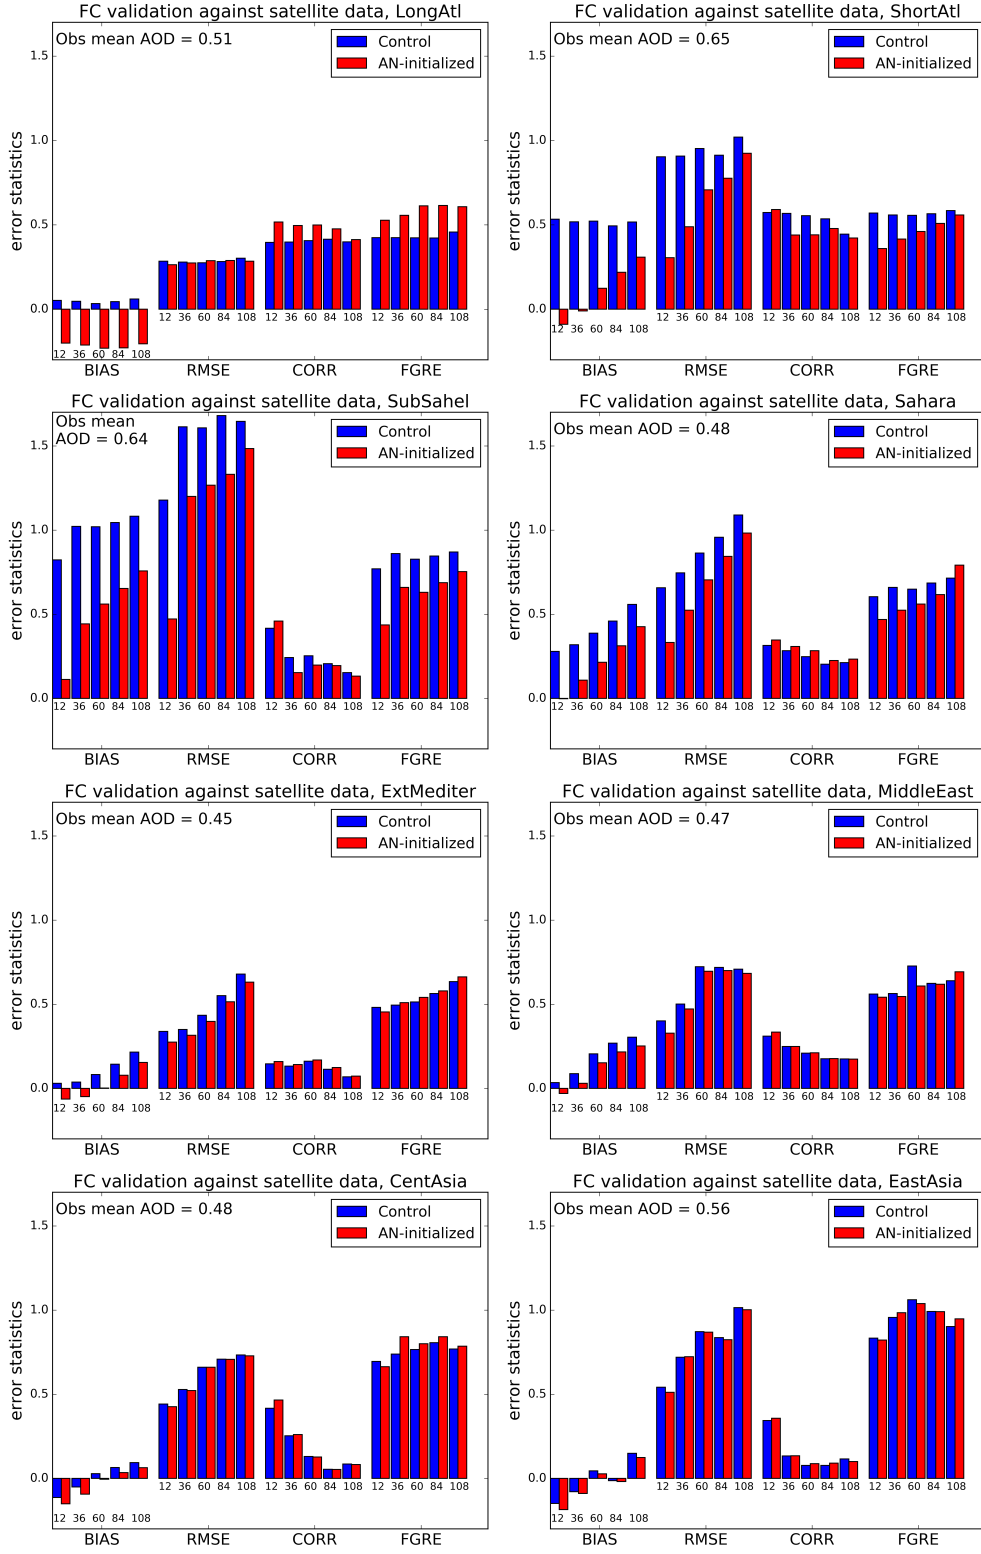 FC validation against satellite data, LongAtl
Obs mean AOD = 0.51
Control
AN-initialized
error statistics
1.5
1.0
0.5
0.0
12 36 60 84 108
12 36 60 84 108
12 36 60 84 108
12 36 60 84 108
BIAS RMSE CORR FGRE
FC validation against satellite data, ShortAtl
Obs mean AOD = 0.65
Control
AN-initialized
error statistics
1.5
1.0
0.5
0.0
12 36 60 84 108
12 36 60 84 108
12 36 60 84 108
12 36 60 84 108
BIAS RMSE CORR FGRE
FC validation against satellite data, SubSahel
Obs mean
AOD = 0.64
Control
AN-initialized
error statistics
1.5
1.0
0.5
0.0
12 36 60 84 108
12 36 60 84 108
12 36 60 84 108
12 36 60 84 108
BIAS RMSE CORR FGRE
FC validation against satellite data, Sahara
Obs mean AOD = 0.48
Control
AN-initialized
error statistics
1.5
1.0
0.5
0.0
12 36 60 84 108
12 36 60 84 108
12 36 60 84 108
12 36 60 84 108
BIAS RMSE CORR FGRE
FC validation against satellite data, ExtMediter
Obs mean AOD = 0.45
Control
AN-initialized
error statistics
1.5
1.0
0.5
0.0
12 36 60 84 108
12 36 60 84 108
12 36 60 84 108
12 36 60 84 108
BIAS RMSE CORR FGRE
FC validation against satellite data, MiddleEast
Obs mean AOD = 0.47
Control
AN-initialized
error statistics
1.5
1.0
0.5
0.0
12 36 60 84 108
12 36 60 84 108
12 36 60 84 108
12 36 60 84 108
BIAS RMSE CORR FGRE
FC validation against satellite data, CentAsia
Obs mean AOD = 0.48
Control
AN-initialized
error statistics
1.5
1.0
0.5
0.0
12 36 60 84 108
12 36 60 84 108
12 36 60 84 108
12 36 60 84 108
BIAS RMSE CORR FGRE
FC validation against satellite data, EastAsia
Obs mean AOD = 0.56
Control
AN-initialized
error statistics
1.5
1.0
0.5
0.0
12 36 60 84 108
12 36 60 84 108
12 36 60 84 108
12 36 60 84 108
BIAS RMSE CORR FGRE